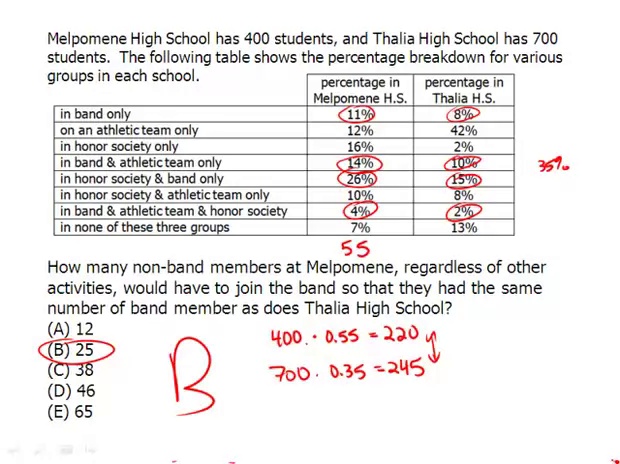 Melpomene High School has 400 students, and Thalia High School has 700
students. The following table shows the percentage breakdown for various
groups in each school.
percentage in Melpomene H.S. percentage in Thalia H.S.
in band only 11% 8%
on an athletic team only 12% 42%
in honor society only 16% 2%
in band & athletic team only 14% 10%
35%
in honor society & band only 26% 15%
in honor society & athletic team only 10% 8%
in band & athletic team & honor society 4% 2%
in none of these three groups 7% 13%
55
How many non-band members at Melpomene, regardless of other
activities, would have to join the band so that they had the same
number of band member as does Thalia High School?
(A) 12
(B) 25
(C) 38
(D) 46
(E) 65
B
400 · 0.55 = 220
700 · 0.35 = 245